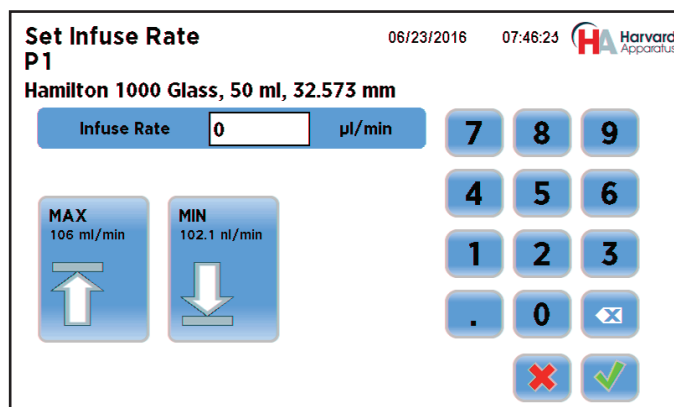 Set Infuse Rate
06/23/2016 07:46:23
HA Harvard
Apparatus
P1
Hamilton 1000 Glass, 50 ml, 32.573 mm
Infuse Rate 0 µl/min
7 8 9
MAX
106 ml/min
MIN
102.1 nl/min
4 5 6
1 2 3
. 0